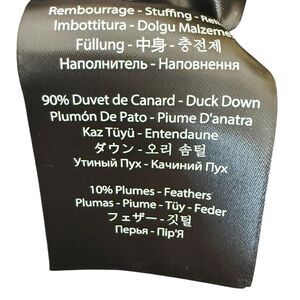 Rembourrage - Stuffing -
Imbottitura - Dolgu Malzeme
Füllung - 中身 - 충전제
Наполнитель - Наповнення
90% Duvet de Canard - Duck Down
Plumón De Pato - Piume D'anatra
Kaz Tüyü - Entendaune
ダウン - 오리 솜털
Утиный Пух - Качиний Пух
10% Plumes - Feathers
Plumas - Piume - Tüy - Feder
フェザー - 깃털
Перья - Пір'Я